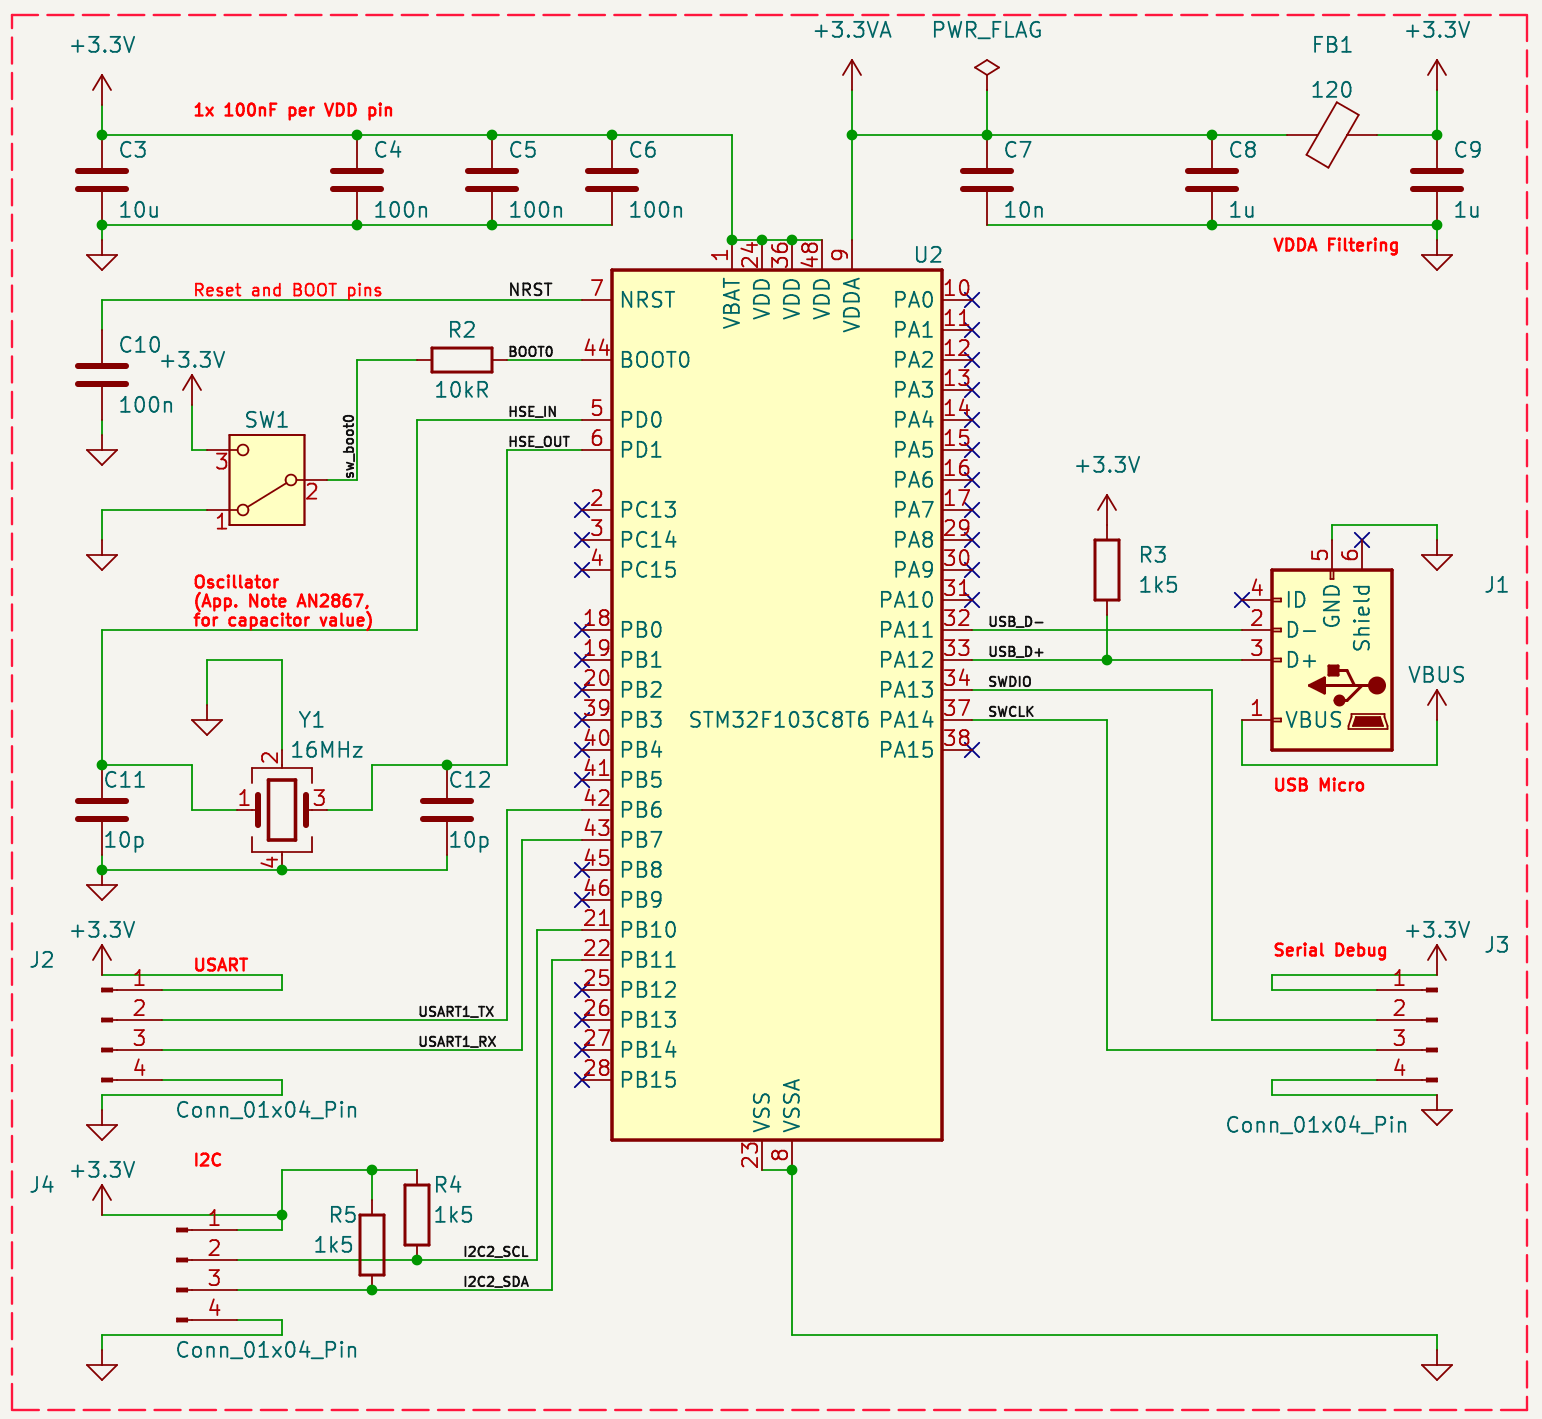 +3.3V
1x 100nF per VDD pin
C3
10u
C4
100n
C5
100n
C6
100n
+3.3VA
PWR_FLAG
FB1
120
+3.3V
C7
10n
C8
1u
C9
1u
VDDA Filtering
Reset and BOOT pins
NRST
C10
100n
+3.3V
SW1
3
2
1
sw_boot0
R2
10kR
BOOT0
HSE_IN
HSE_OUT
Oscillator
(App. Note AN2867,
for capacitor value)
Y1
16MHz
2
1
3
4
C11
10p
C12
10p
U2
STM32F103C8T6
1 VBAT
24 VDD
36 VDD
48 VDD
9 VDDA
7 NRST
44 BOOT0
5 PD0
6 PD1
2 PC13
3 PC14
4 PC15
18 PB0
19 PB1
20 PB2
39 PB3
40 PB4
41 PB5
42 PB6
43 PB7
45 PB8
46 PB9
21 PB10
22 PB11
25 PB12
26 PB13
27 PB14
28 PB15
PA0 10
PA1 11
PA2 12
PA3 13
PA4 14
PA5 15
PA6 16
PA7 17
PA8 29
PA9 30
PA10 31
PA11 32
PA12 33
PA13 34
PA14 37
PA15 38
VSS 23
VSSA 8
+3.3V
R3
1k5
USB_D-
USB_D+
SWDIO
SWCLK
J1
5 GND
6 Shield
4 ID
2 D-
3 D+
1 VBUS
VBUS
USB Micro
+3.3V
J2
USART
1
2
3
4
USART1_TX
USART1_RX
Conn_01x04_Pin
Serial Debug
+3.3V
J3
1
2
3
4
Conn_01x04_Pin
I2C
+3.3V
J4
1
2
3
4
R5
1k5
R4
1k5
I2C2_SCL
I2C2_SDA
Conn_01x04_Pin